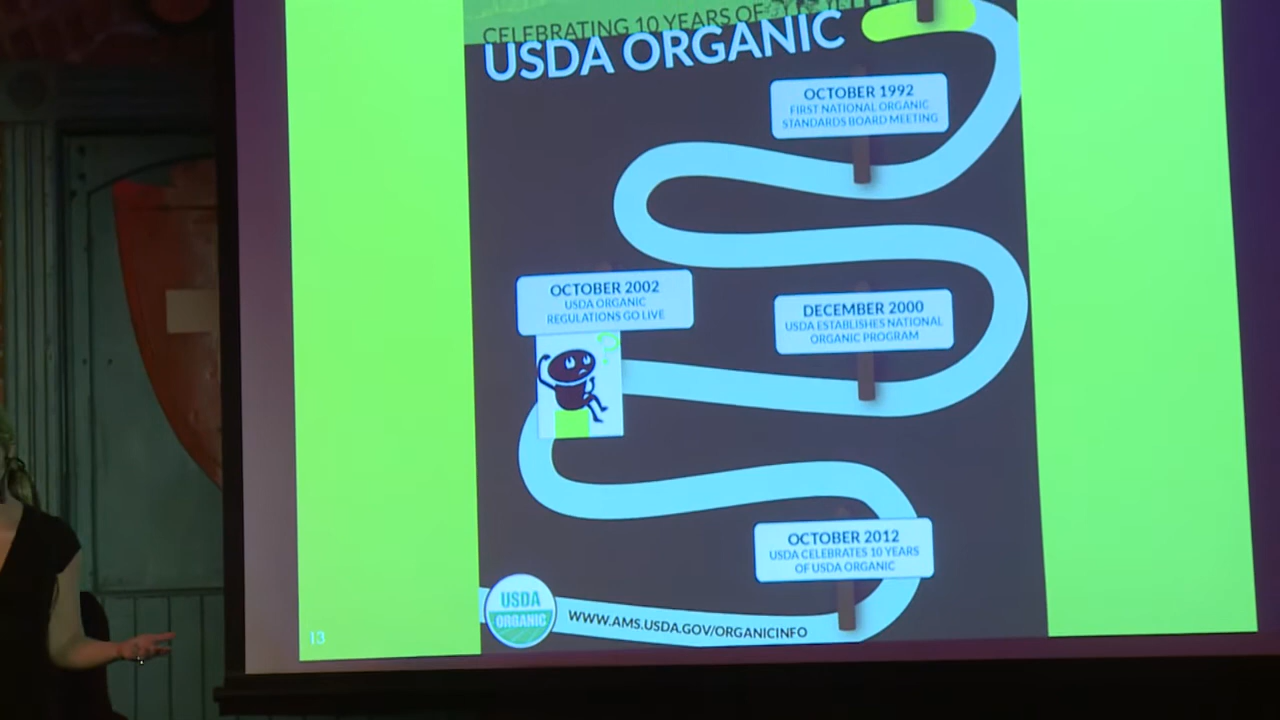 CELEBRATING 10 YEARS OF
USDA ORGANIC
OCTOBER 1992
FIRST NATIONAL ORGANIC
STANDARDS BOARD MEETING
OCTOBER 2002
USDA ORGANIC
REGULATIONS GO LIVE
DECEMBER 2000
USDA ESTABLISHES NATIONAL
ORGANIC PROGRAM
?
OCTOBER 2012
USDA CELEBRATES 10 YEARS
OF USDA ORGANIC
USDA
ORGANIC
WWW.AMS.USDA.GOV/ORGANICINFO
13